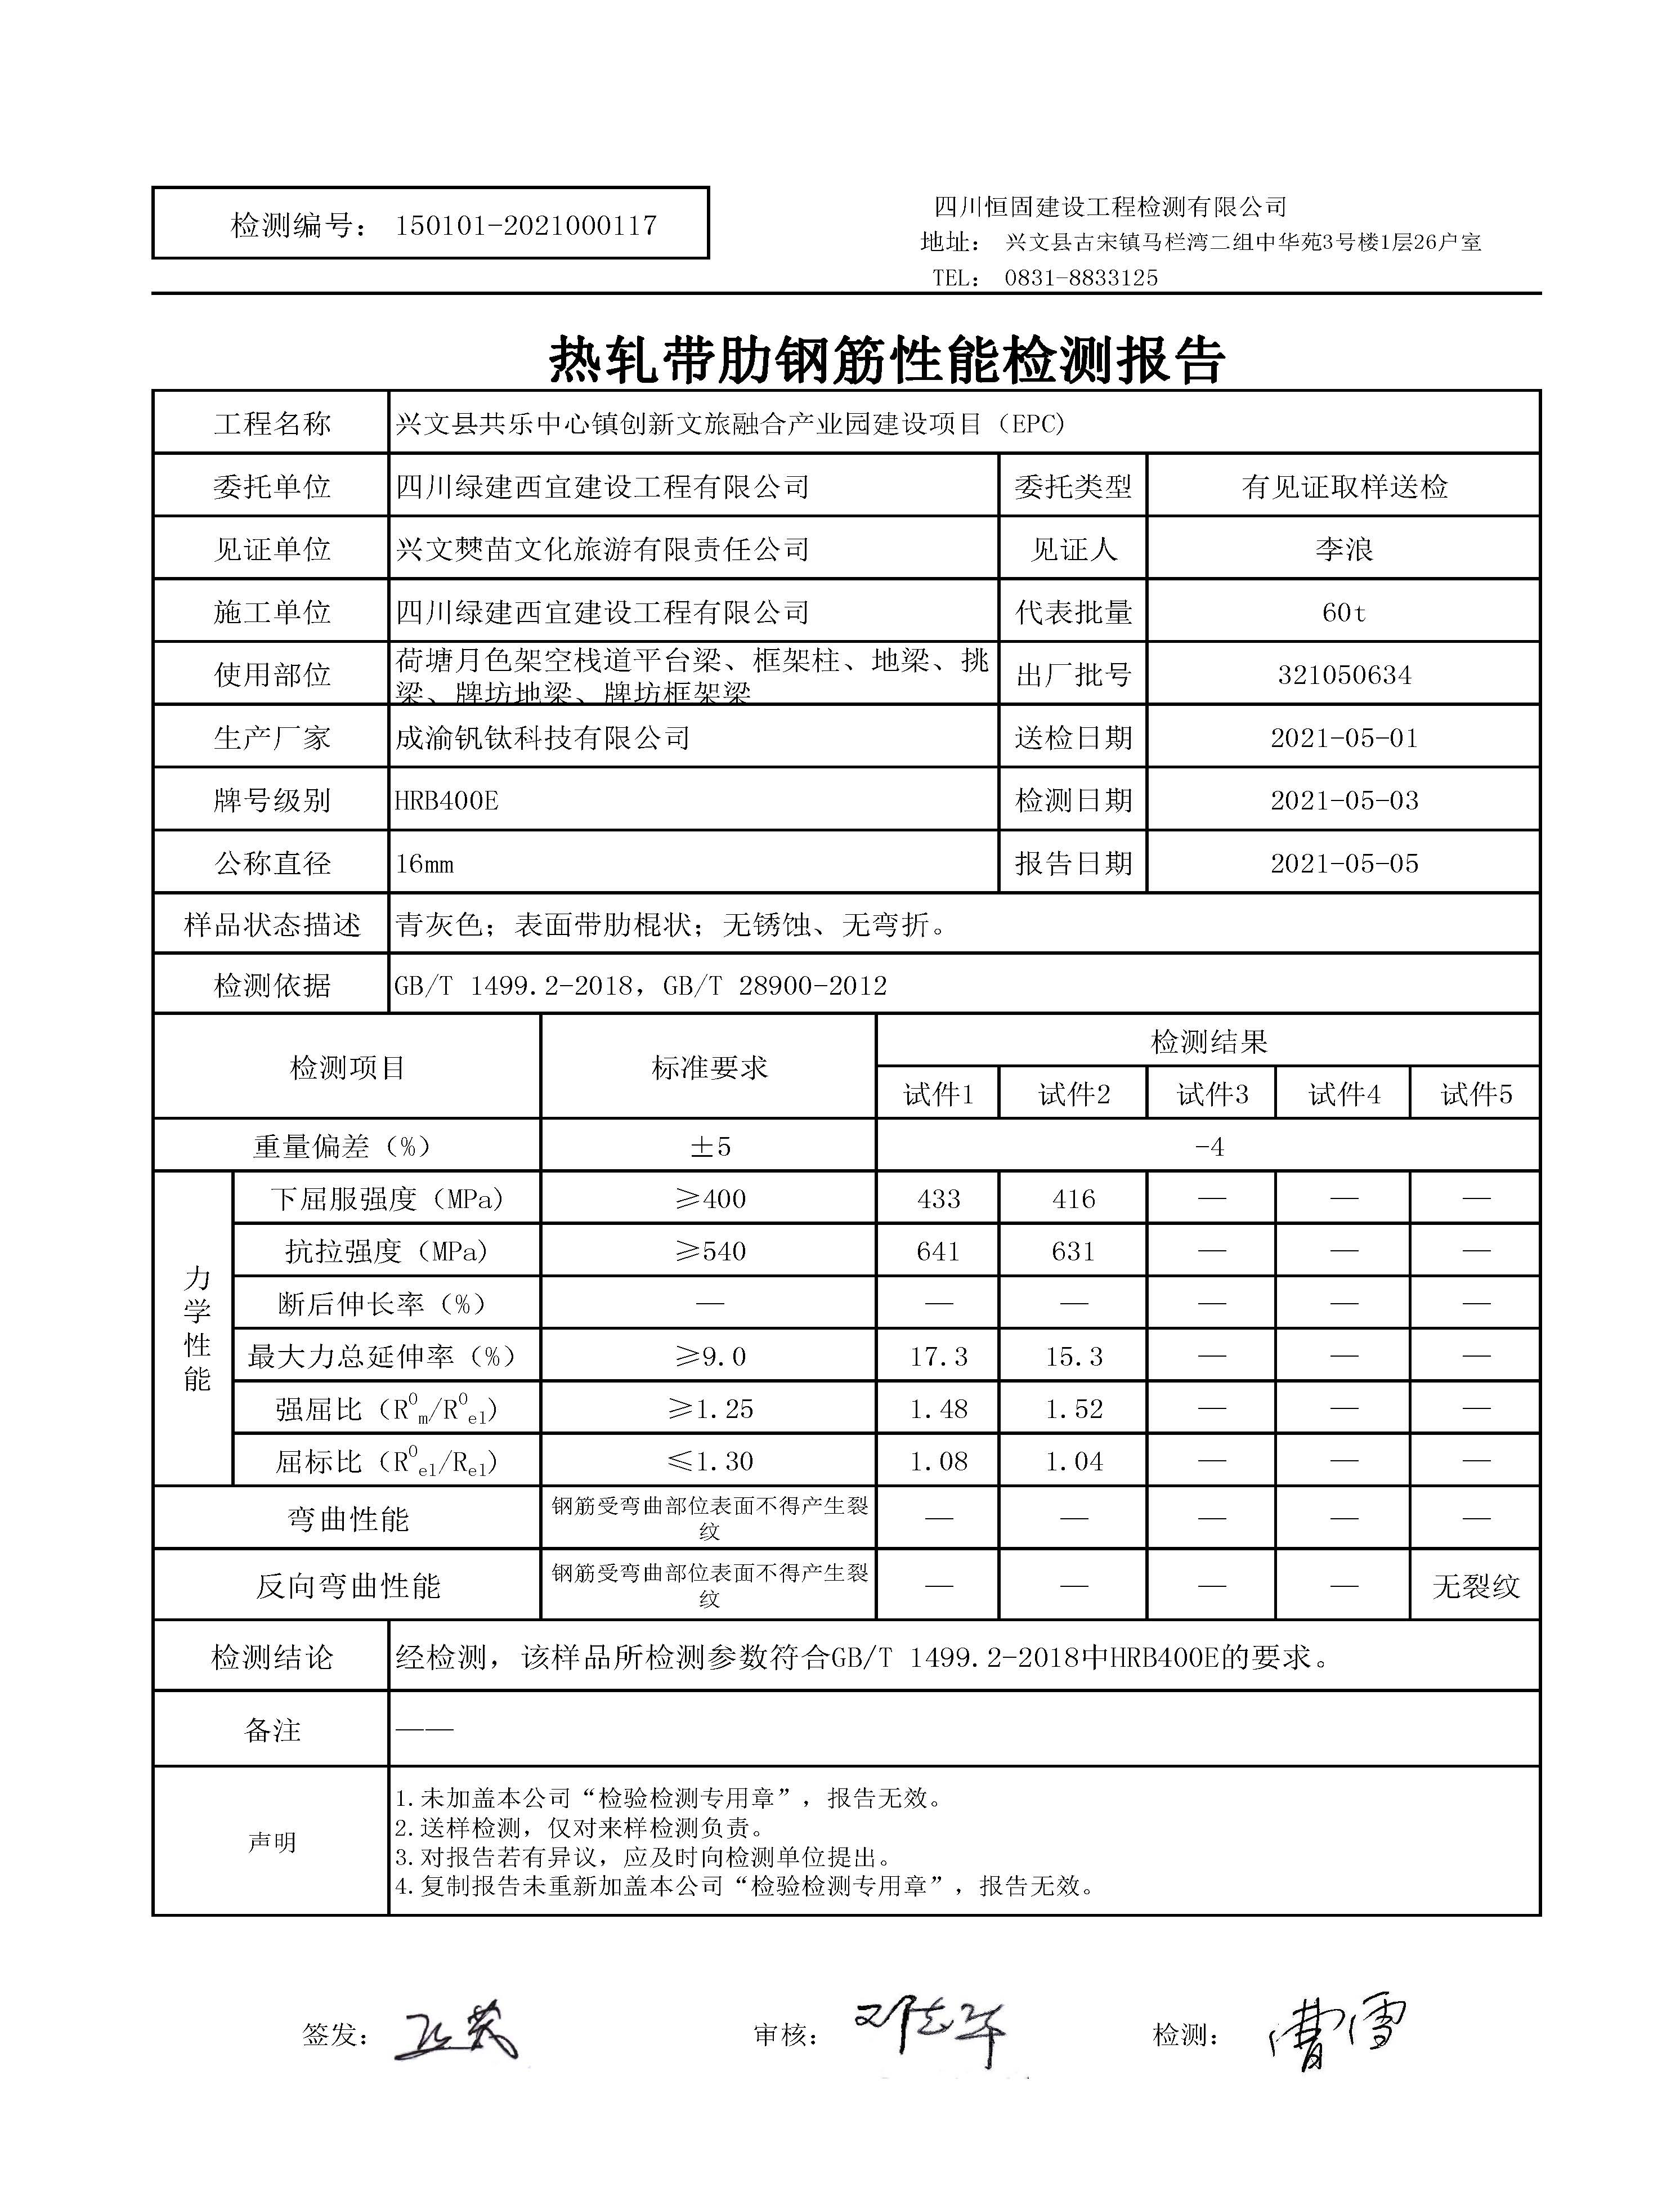 检测编号： 150101-2021000117
四川恒固建设工程检测有限公司
地址： 兴文县古宋镇马栏湾二组中华苑3号楼1层26户室
TEL： 0831-8833125
热轧带肋钢筋性能检测报告
工程名称 兴文县共乐中心镇创新文旅融合产业园建设项目（EPC)
委托单位 四川绿建西宜建设工程有限公司 委托类型 有见证取样送检
见证单位 兴文僰苗文化旅游有限责任公司 见证人 李浪
施工单位 四川绿建西宜建设工程有限公司 代表批量 60t
使用部位 荷塘月色架空栈道平台梁、框架柱、地梁、挑
梁、牌坊地梁、牌坊框架梁 出厂批号 321050634
生产厂家 成渝钒钛科技有限公司 送检日期 2021-05-01
牌号级别 HRB400E 检测日期 2021-05-03
公称直径 16mm 报告日期 2021-05-05
样品状态描述 青灰色；表面带肋棍状；无锈蚀、无弯折。
检测依据 GB/T 1499.2-2018，GB/T 28900-2012
检测项目 标准要求 检测结果
试件1 试件2 试件3 试件4 试件5
重量偏差（%） ±5 -4
力学性能
下屈服强度（MPa） ≥400 433 416 — — —
抗拉强度（MPa） ≥540 641 631 — — —
断后伸长率（%） — — — — — —
最大力总延伸率（%） ≥9.0 17.3 15.3 — — —
强屈比（R⁰m/R⁰el） ≥1.25 1.48 1.52 — — —
屈标比（R⁰el/Rel） ≤1.30 1.08 1.04 — — —
弯曲性能 钢筋受弯曲部位表面不得产生裂
纹 — — — — —
反向弯曲性能 钢筋受弯曲部位表面不得产生裂
纹 — — — — 无裂纹
检测结论 经检测，该样品所检测参数符合GB/T 1499.2-2018中HRB400E的要求。
备注 ——
声明
1.未加盖本公司“检验检测专用章”，报告无效。
2.送样检测，仅对来样检测负责。
3.对报告若有异议，应及时向检测单位提出。
4.复制报告未重新加盖本公司“检验检测专用章”，报告无效。
签发： 审核： 检测： 曹雪